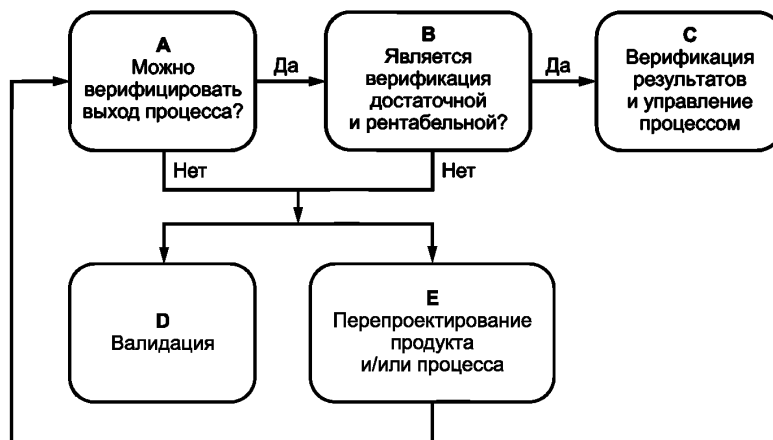 A
Можно
верифицировать
выход процесса?
Да
B
Является
верификация
достаточной
и рентабельной?
Да
C
Верификация
результатов
и управление
процессом
Нет
Нет
D
Валидация
E
Перепроектирование
продукта
и/или процесса